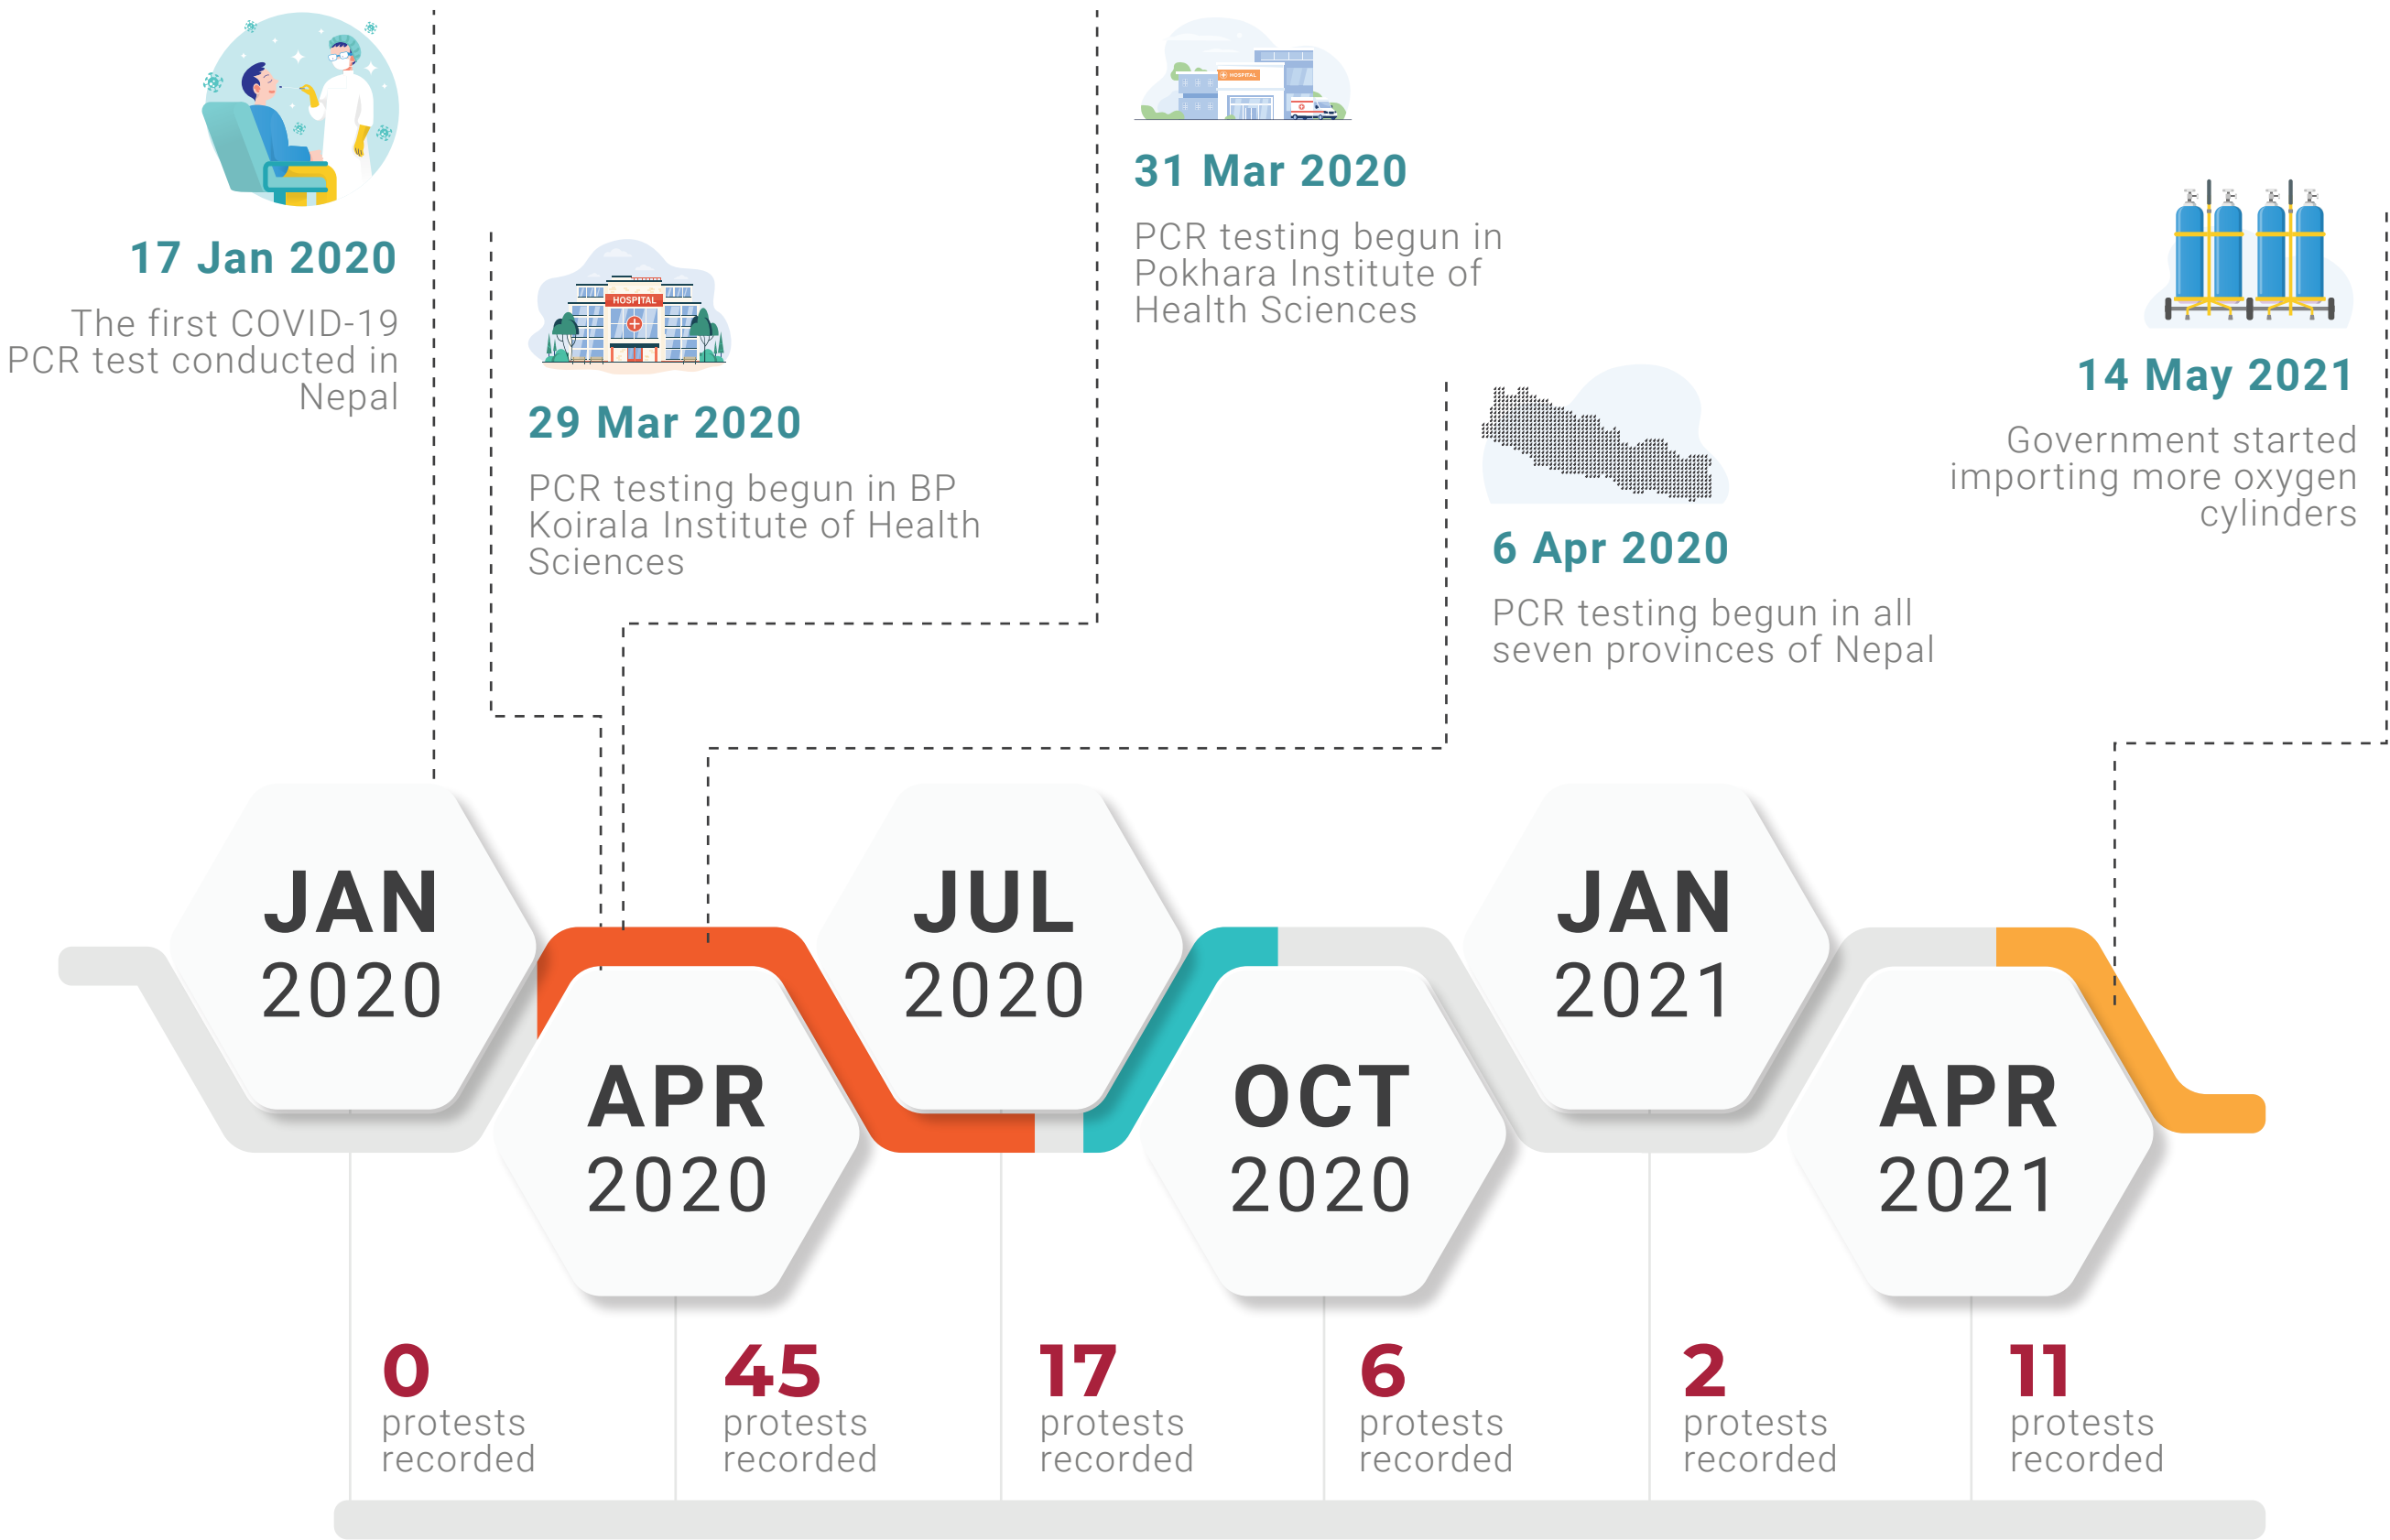 17 Jan 2020
The first COVID-19
PCR test conducted in
Nepal
HOSPITAL
29 Mar 2020
PCR testing begun in BP
Koirala Institute of Health
Sciences
HOSPITAL
31 Mar 2020
PCR testing begun in
Pokhara Institute of
Health Sciences
6 Apr 2020
PCR testing begun in all
seven provinces of Nepal
14 May 2021
Government started
importing more oxygen
cylinders
JAN
2020
APR
2020
JUL
2020
OCT
2020
JAN
2021
APR
2021
0
protests
recorded
45
protests
recorded
17
protests
recorded
6
protests
recorded
2
protests
recorded
11
protests
recorded